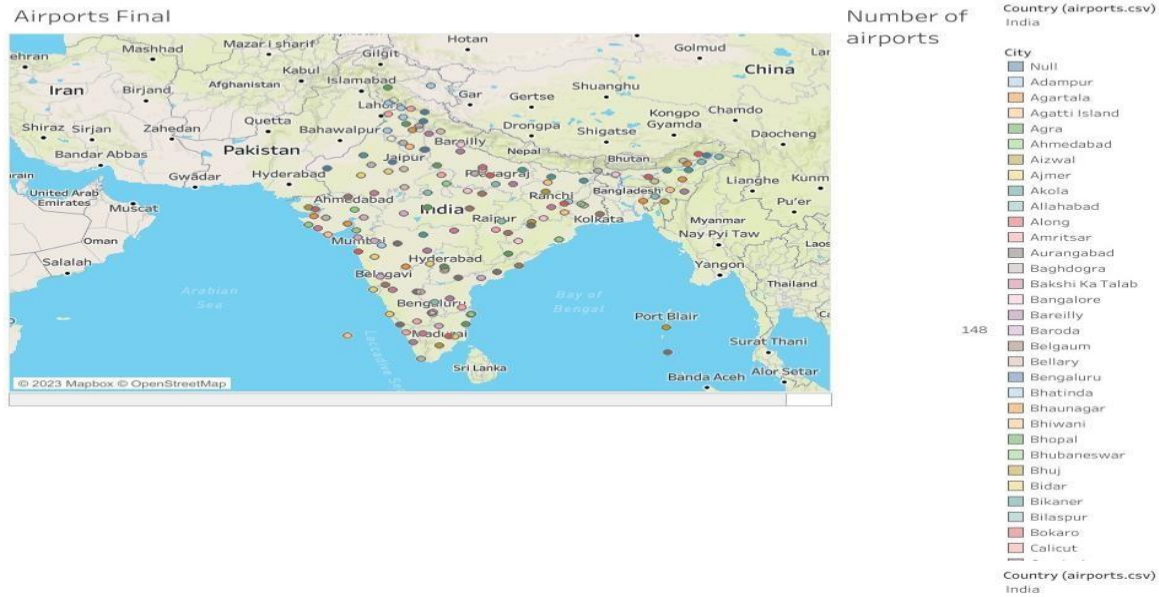 Airports Final
Number of
airports
Country (airports.csv)
India
City
Null
Adampur
Agartala
Agatti Island
Agra
Ahmedabad
Aizwal
Ajmer
Akola
Allahabad
Along
Amritsar
Aurangabad
Baghdogra
Bakshi Ka Talab
Bangalore
Bareilly
Baroda
Belgaum
Bellary
Bengaluru
Bhatinda
Bhaunagar
Bhiwani
Bhopal
Bhubaneswar
Bhuj
Bidar
Bikaner
Bilaspur
Bokaro
Calicut
Country (airports.csv)
India
148
Mashhad
Mazar i sharif
Hotan
Golmud
ehran
Gilgit
Kabul
Islamabad
China
Iran
Birjand
Afghanistan
Gar
Gertse
Shuanghu
Lahor
Kongpo
Gyamda
Chamdo
Shiraz
Sirjan
Zahedan
Quetta
Bahawalpur
Drongpa
Shigatse
Daocheng
Bandar Abbas
Pakistan
Bareilly
Nepal
Jaipur
Bhutan
Gwádar
Hyderabad
Lianghe
Kunm
United Arab
Emirates
Muscat
Ahmedabad
Ranchi
Bangladesh
Pu'er
India
Raipur
Kolkata
Myanmar
Oman
Nay Pyi Taw
Laos
Salalah
Hyderabad
Yangon
Belagavi
Thailand
Arabian
Sea
Bay of
Bengal
Bengaluru
Port Blair
Madurai
Surat Thani
Sri Lanka
Banda Aceh
Alor Setar
© 2023 Mapbox © OpenStreetMap